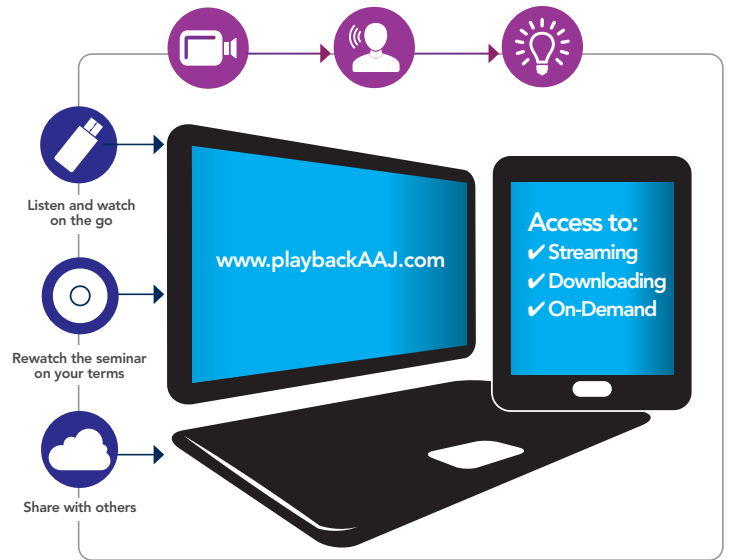 Listen and watch
on the go
Rewatch the seminar
on your terms
Share with others
www.playbackAAJ.com
Access to:
✔ Streaming
✔ Downloading
✔ On-Demand